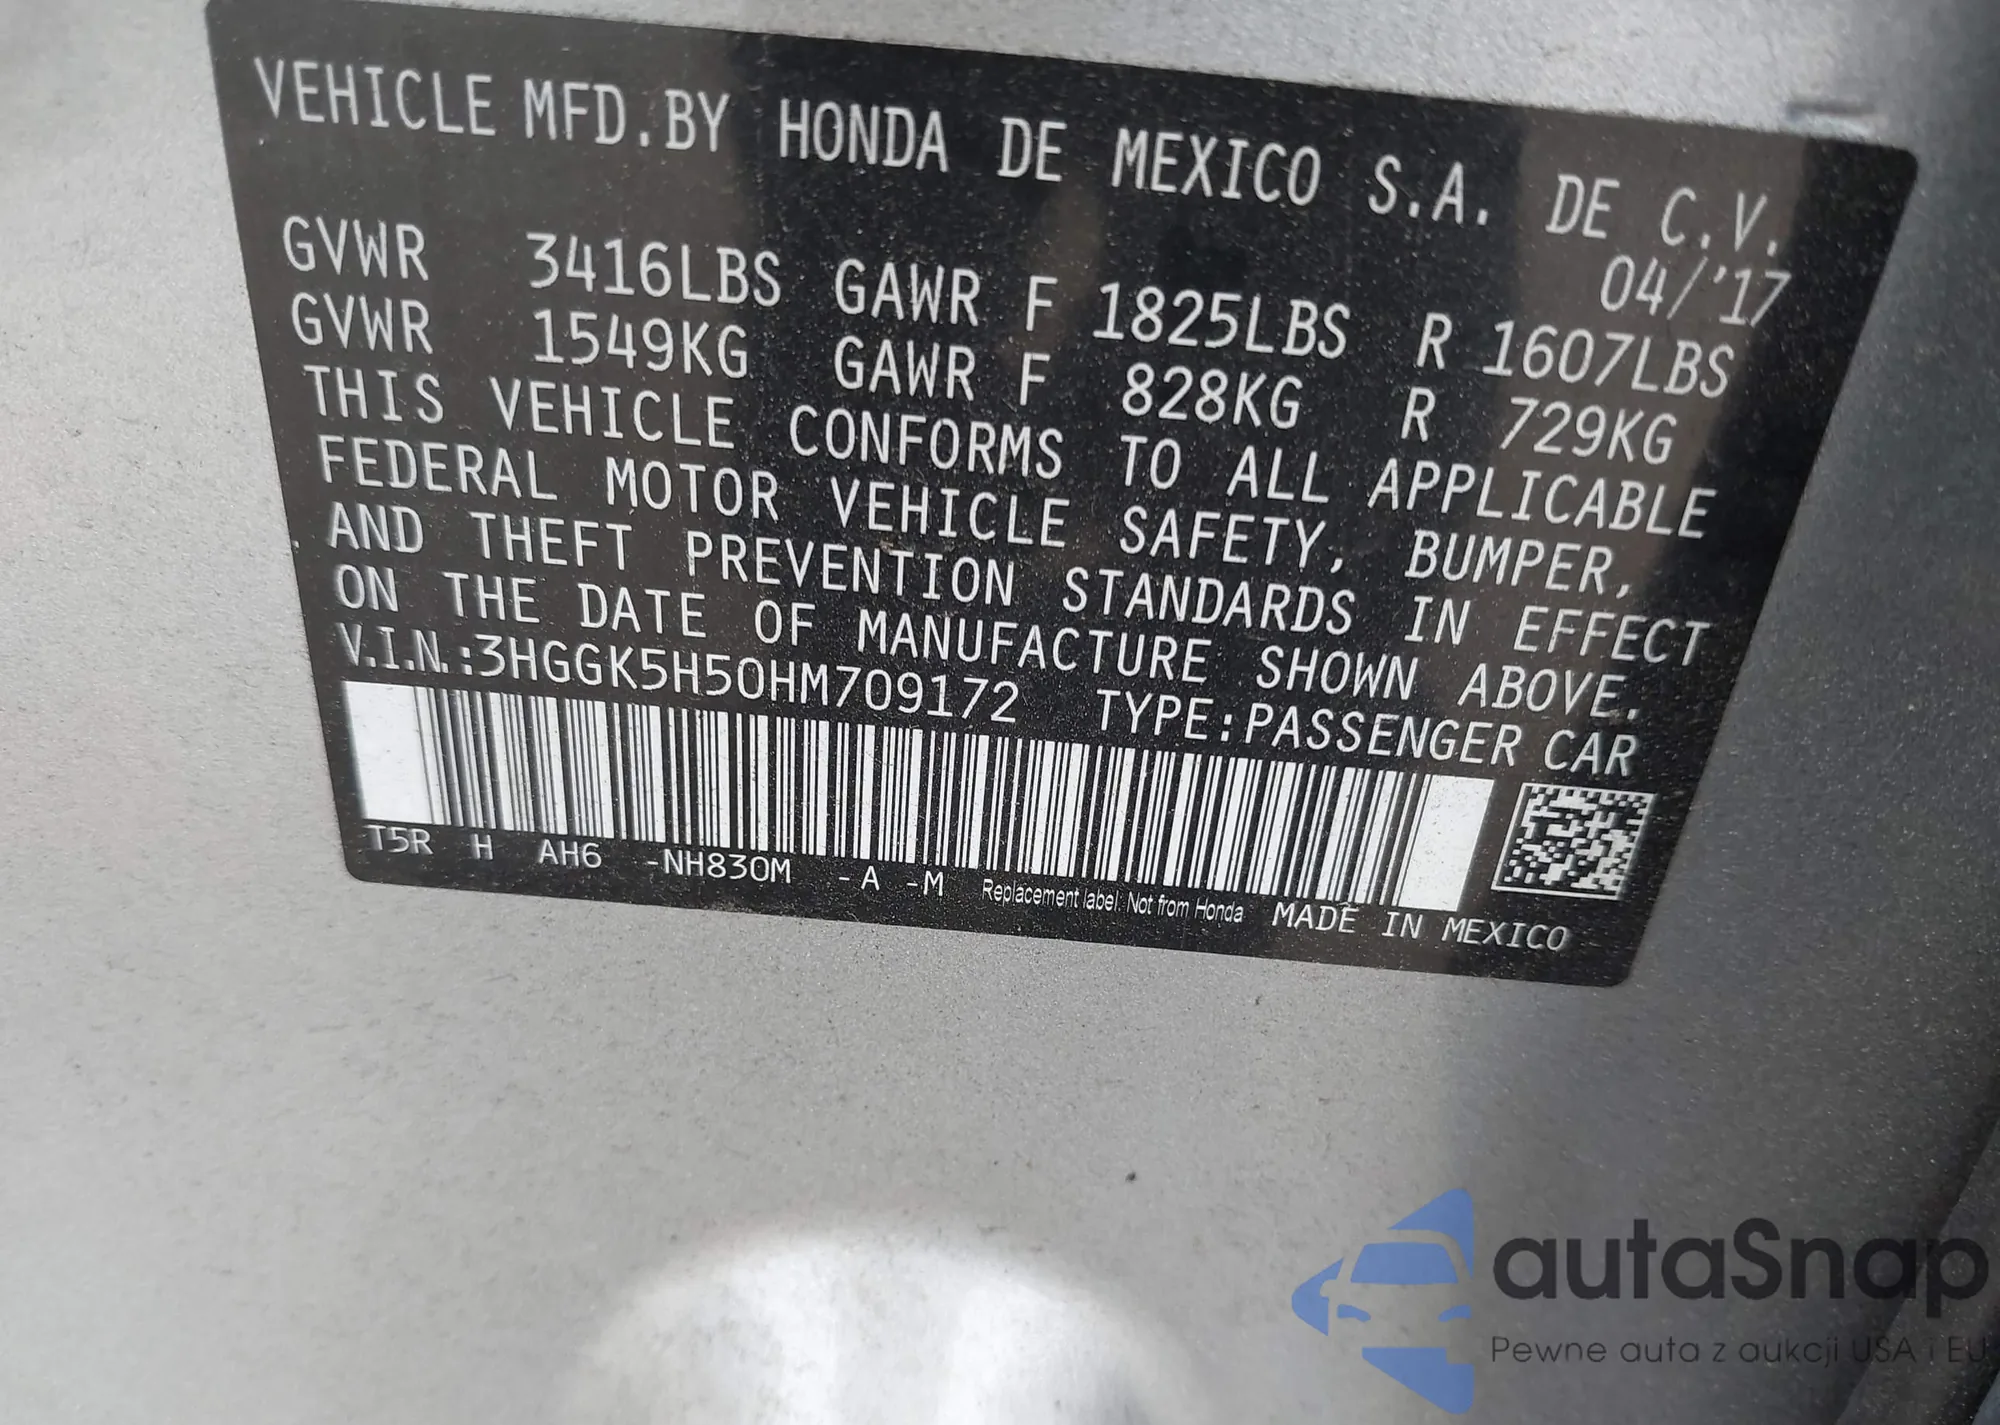 VEHICLE MFD.BY HONDA DE MEXICO S.A. DE C.V.
04/'17
GVWR 3416LBS GAWR F 1825LBS R 1607LBS
GVWR 1549KG GAWR F 828KG R 729KG
THIS VEHICLE CONFORMS TO ALL APPLICABLE
FEDERAL MOTOR VEHICLE SAFETY, BUMPER,
AND THEFT PREVENTION STANDARDS IN EFFECT
ON THE DATE OF MANUFACTURE SHOWN ABOVE.
V.I.N.:3HGGK5H50HM709172 TYPE:PASSENGER CAR
T5R H AH6 -NH830M -A -M Replacement label. Not from Honda MADE IN MEXICO
autaSnap
Pewne auta z aukcji USA i EU